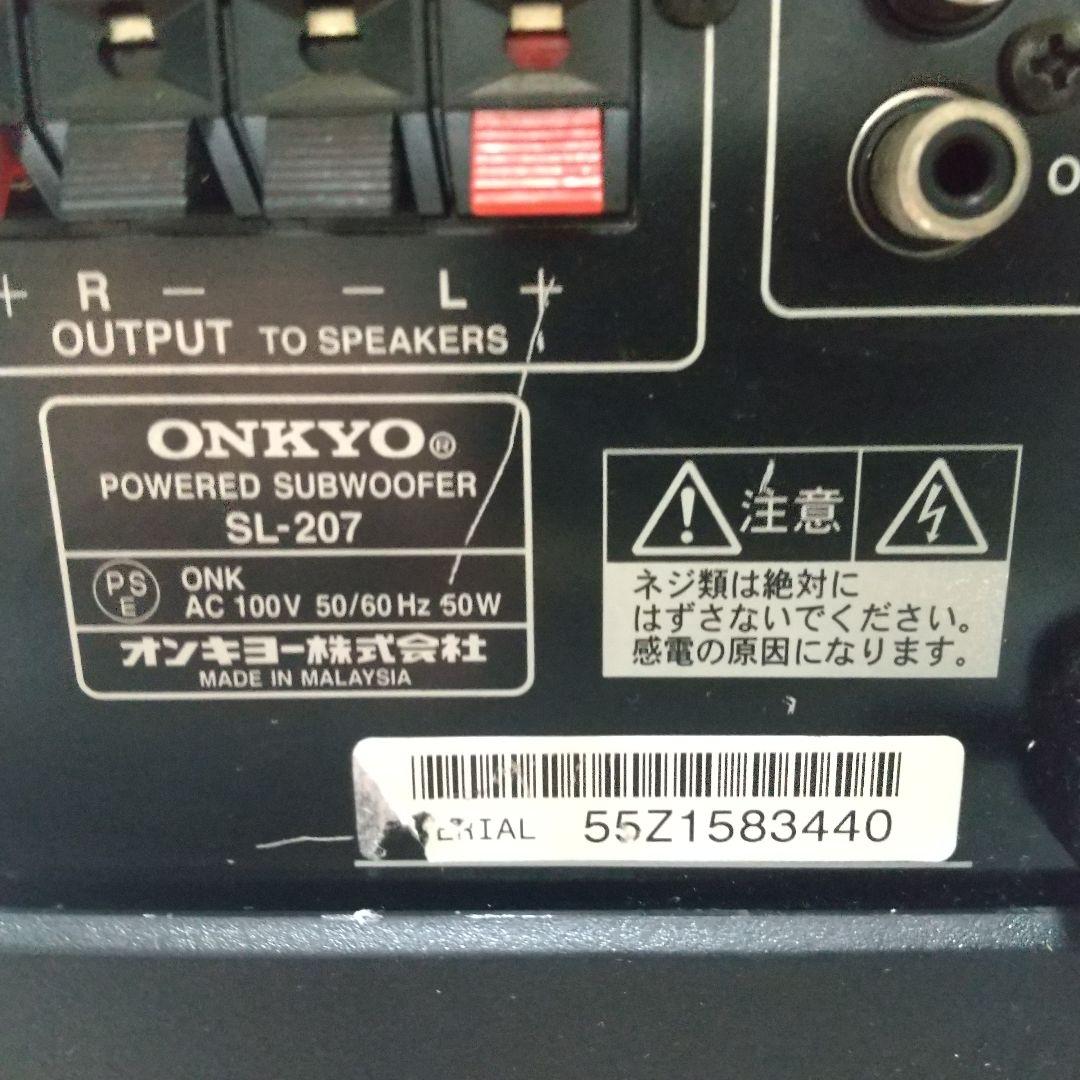 + R − − L +
OUTPUT TO SPEAKERS
ONKYO®
POWERED SUBWOOFER
SL-207
PSE
ONK
AC 100V 50/60Hz 50W
オンキヨー株式会社
MADE IN MALAYSIA
注意
ネジ類は絶対に
はずさないでください。
感電の原因になります。
SERIAL 55Z1583440